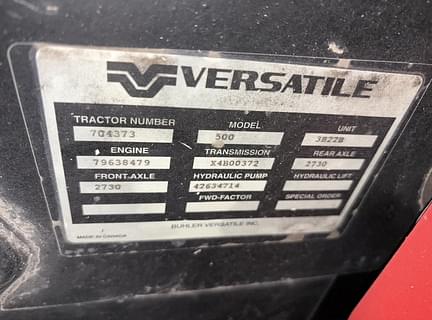 VERSATILE
TRACTOR NUMBER MODEL UNIT
704373 500 3822B
ENGINE TRANSMISSION REAR AXLE
79638479 X4B00372 2730
FRONT AXLE HYDRAULIC PUMP HYDRAULIC LIFT
2730 42634714
FWD-FACTOR SPECIAL ORDER
BUHLER VERSATILE INC.
MADE IN CANADA